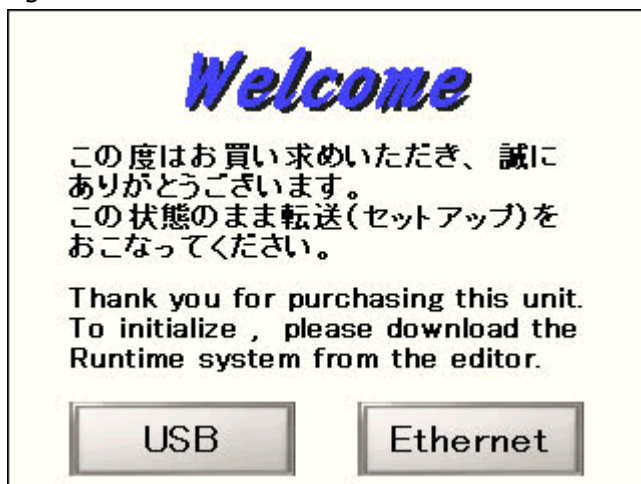 Welcome
この度はお買い求めいただき、誠に
ありがとうございます。
この状態のまま転送(セットアップ)を
おこなってください。
Thank you for purchasing this unit.
To initialize , please download the
Runtime system from the editor.
USB
Ethernet